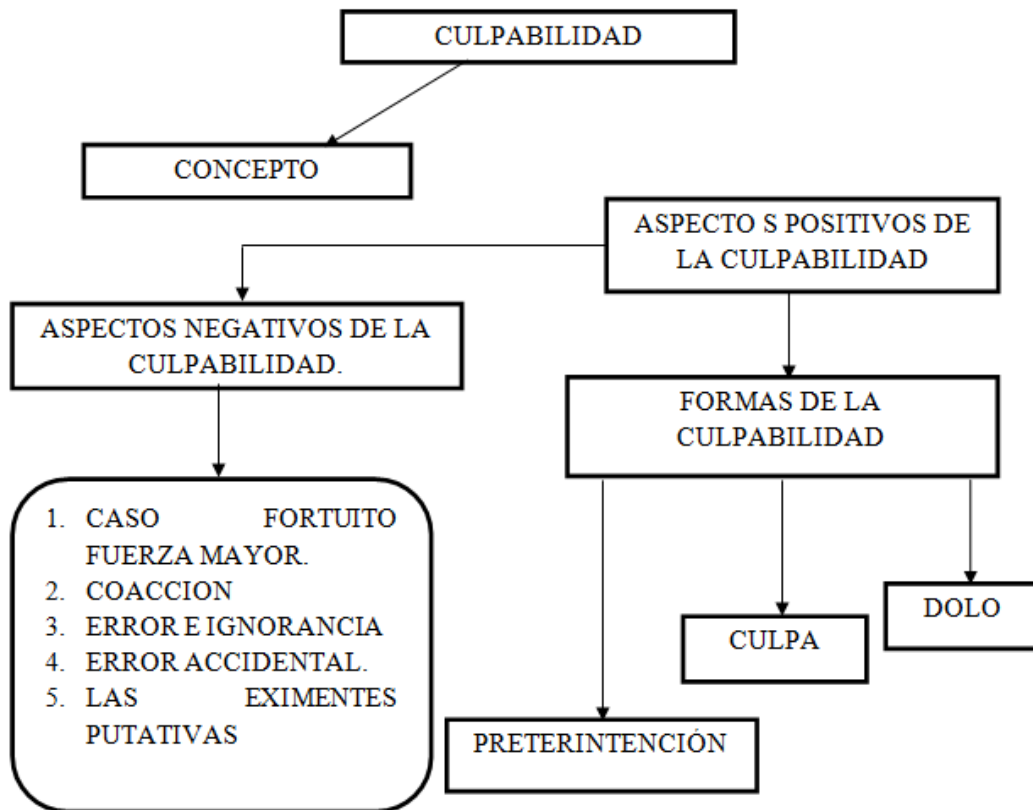 CULPABILIDAD
CONCEPTO
ASPECTO S POSITIVOS DE
LA CULPABILIDAD
ASPECTOS NEGATIVOS DE LA
CULPABILIDAD.
FORMAS DE LA
CULPABILIDAD
1. CASO FORTUITO
FUERZA MAYOR.
2. COACCION
3. ERROR E IGNORANCIA
4. ERROR ACCIDENTAL.
5. LAS EXIMENTES
PUTATIVAS
DOLO
CULPA
PRETERINTENCIÓN